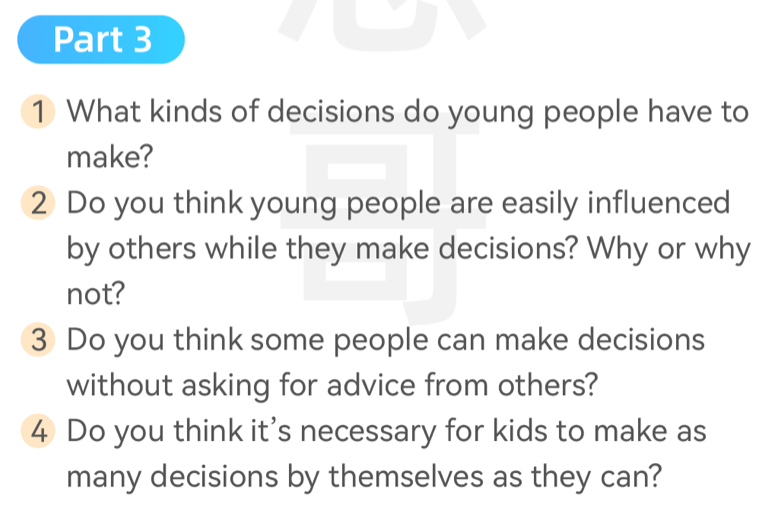 Part 3
1 What kinds of decisions do young people have to
make?
2 Do you think young people are easily influenced
by others while they make decisions? Why or why
not?
3 Do you think some people can make decisions
without asking for advice from others?
4 Do you think it's necessary for kids to make as
many decisions by themselves as they can?
哥